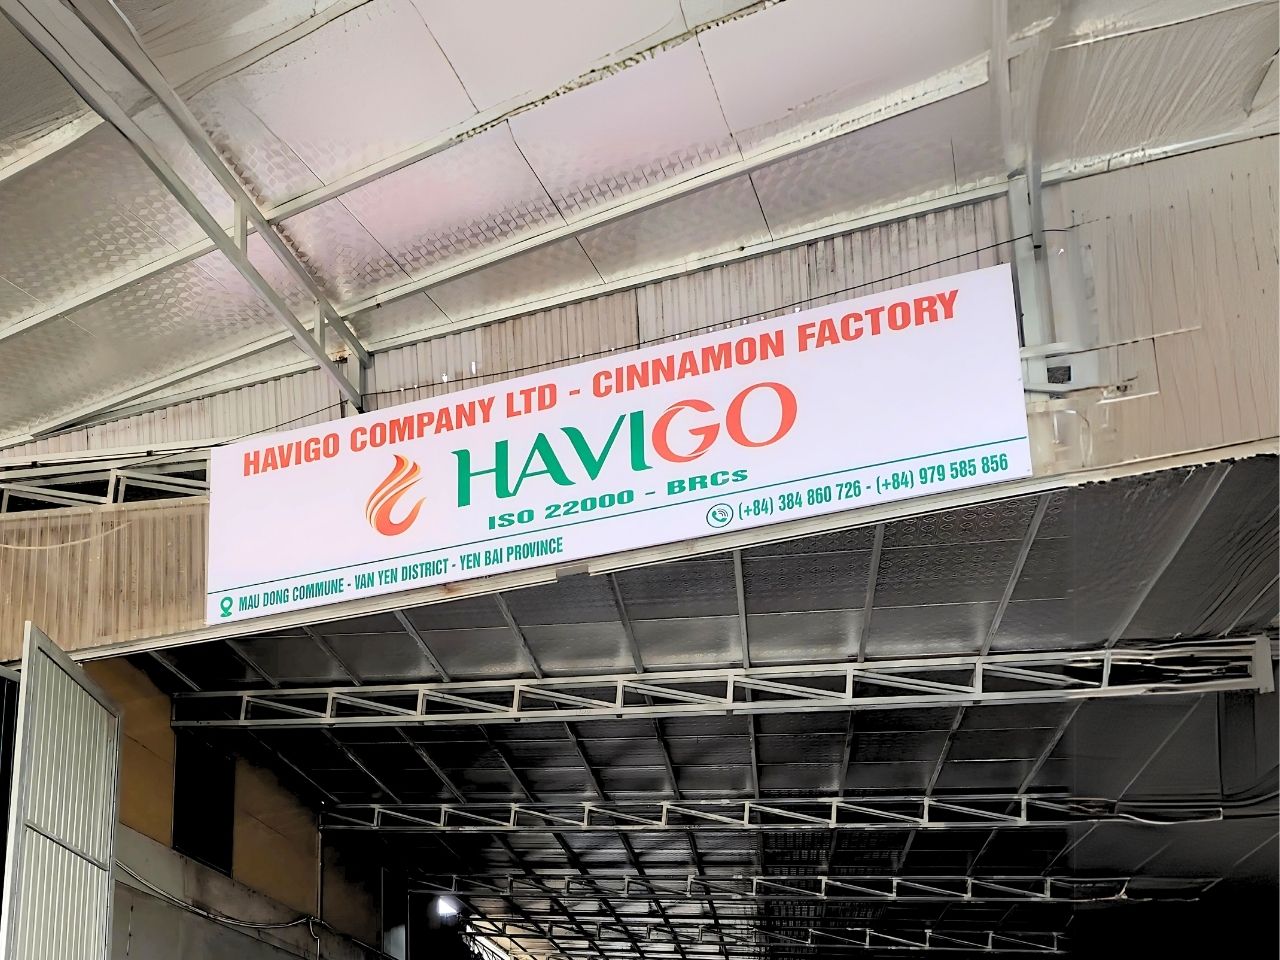 HAVIGO COMPANY LTD - CINNAMON FACTORY
HAVIGO
ISO 22000 - BRCS
MAU DONG COMMUNE - VAN YEN DISTRICT - YEN BAI PROVINCE
(+84) 384 860 726 - (+84) 979 585 856